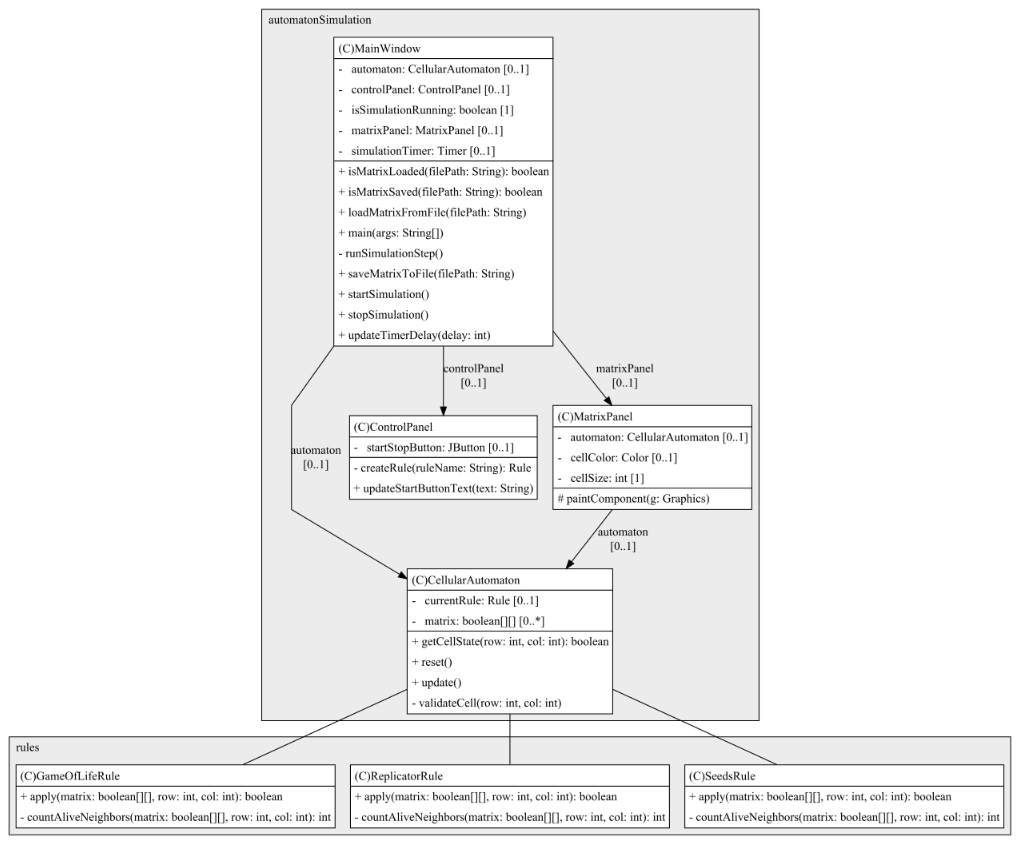 automatonSimulation
(C)MainWindow
- automaton: CellularAutomaton [0..1]
- controlPanel: ControlPanel [0..1]
- isSimulationRunning: boolean [1]
- matrixPanel: MatrixPanel [0..1]
- simulationTimer: Timer [0..1]
+ isMatrixLoaded(filePath: String): boolean
+ isMatrixSaved(filePath: String): boolean
+ loadMatrixFromFile(filePath: String)
+ main(args: String[])
- runSimulationStep()
+ saveMatrixToFile(filePath: String)
+ startSimulation()
+ stopSimulation()
+ updateTimerDelay(delay: int)
controlPanel
[0..1]
matrixPanel
[0..1]
automaton
[0..1]
(C)ControlPanel
- startStopButton: JButton [0..1]
- createRule(ruleName: String): Rule
+ updateStartButtonText(text: String)
(C)MatrixPanel
- automaton: CellularAutomaton [0..1]
- cellColor: Color [0..1]
- cellSize: int [1]
# paintComponent(g: Graphics)
automaton
[0..1]
(C)CellularAutomaton
- currentRule: Rule [0..1]
- matrix: boolean[][] [0..*]
+ getCellState(row: int, col: int): boolean
+ reset()
+ update()
- validateCell(row: int, col: int)
rules
(C)GameOfLifeRule
+ apply(matrix: boolean[][], row: int, col: int): boolean
- countAliveNeighbors(matrix: boolean[][], row: int, col: int): int
(C)ReplicatorRule
+ apply(matrix: boolean[][], row: int, col: int): boolean
- countAliveNeighbors(matrix: boolean[][], row: int, col: int): int
(C)SeedsRule
+ apply(matrix: boolean[][], row: int, col: int): boolean
- countAliveNeighbors(matrix: boolean[][], row: int, col: int): int